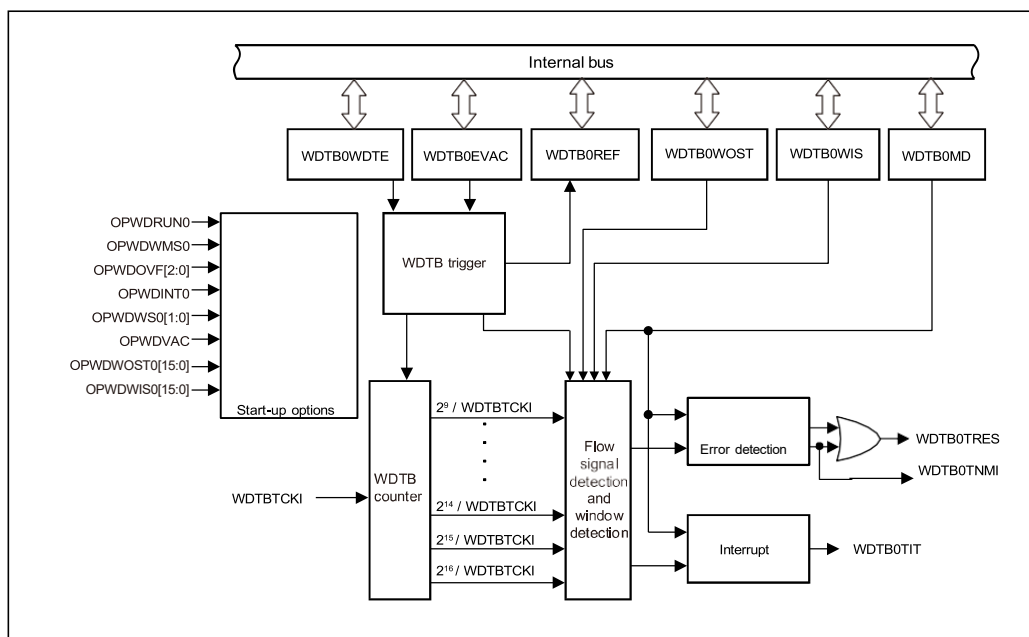 Internal bus
WDTB0WDTE
WDTB0EVAC
WDTB0REF
WDTB0WOST
WDTB0WIS
WDTB0MD
OPWDRUN0
OPWDWMS0
OPWDOVF[2:0]
OPWDINT0
OPWDWS0[1:0]
OPWDVAC
OPWDWOST0[15:0]
OPWDWIS0[15:0]
Start-up options
WDTB trigger
WDTBTCKI
WDTB
counter
2⁹ / WDTBTCKI
2¹⁴ / WDTBTCKI
2¹⁵ / WDTBTCKI
2¹⁶ / WDTBTCKI
Flow
signal
detection
and
window
detection
Error detection
WDTB0TRES
WDTB0TNMI
Interrupt
WDTB0TIT